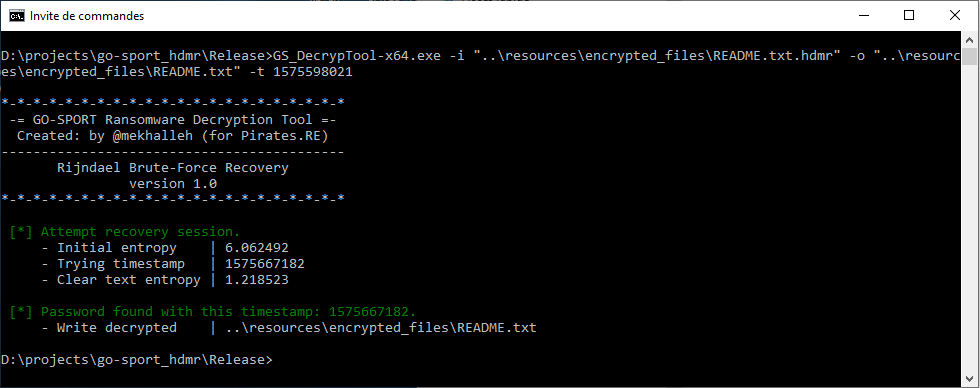 Invite de commandes
D:\projects\go-sport_hdmr\Release>GS_DecrypTool-x64.exe -i "..\resources\encrypted_files\README.txt.hdmr" -o "..\resourc
es\encrypted_files\README.txt" -t 1575598021
*-*-*-*-*-*-*-*-*-*-*-*-*-*-*-*-*-*-*-*-*-*
-= GO-SPORT Ransomware Decryption Tool =-
Created: by @mekhalleh (for Pirates.RE)
-------------------------------------------
Rijndael Brute-Force Recovery
version 1.0
*-*-*-*-*-*-*-*-*-*-*-*-*-*-*-*-*-*-*-*-*-*
[*] Attempt recovery session.
- Initial entropy    | 6.062492
- Trying timestamp   | 1575667182
- Clear text entropy | 1.218523
[*] Password found with this timestamp: 1575667182.
- Write decrypted    | ..\resources\encrypted_files\README.txt
D:\projects\go-sport_hdmr\Release>